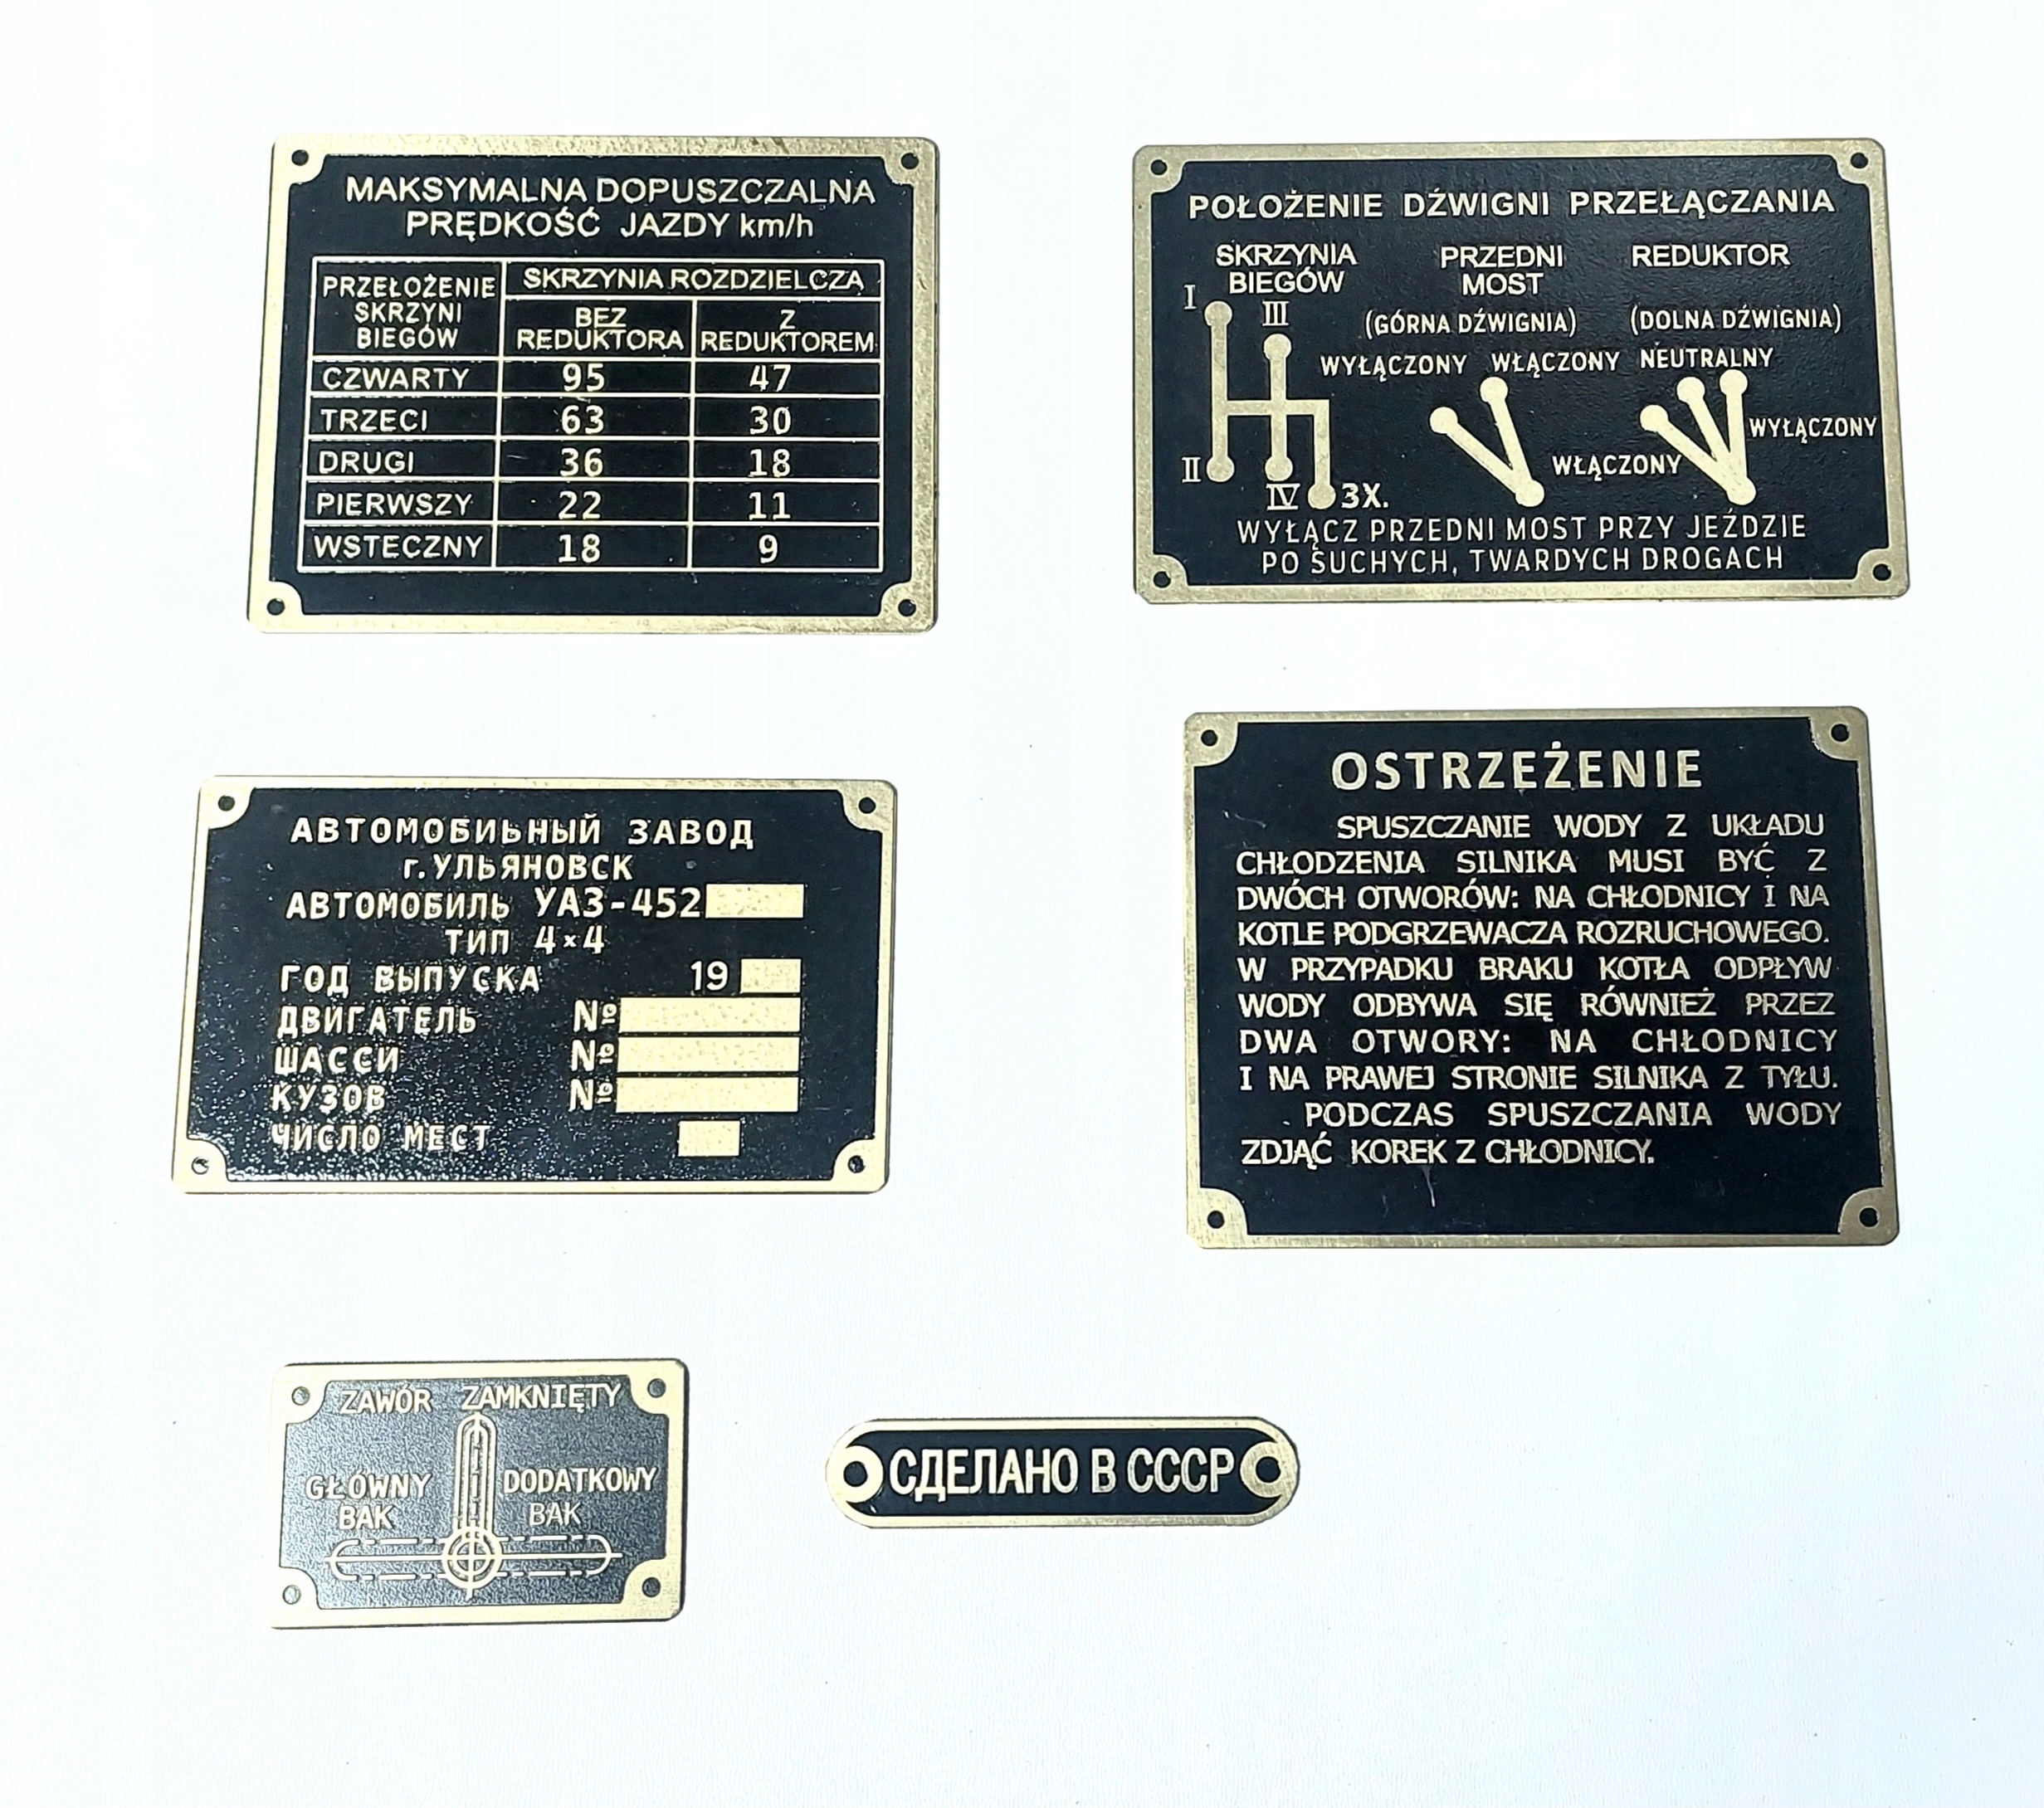 MAKSYMALNA DOPUSZCZALNA
PRĘDKOŚĆ JAZDY km/h
PRZEŁOŻENIE
SKRZYNI
BIEGÓW
SKRZYNIA ROZDZIELCZA
BEZ
REDUKTORA
Z
REDUKTOREM
CZWARTY 95 47
TRZECI 63 30
DRUGI 36 18
PIERWSZY 22 11
WSTECZNY 18 9
POŁOŻENIE DŹWIGNI PRZEŁĄCZANIA
SKRZYNIA
BIEGÓW
PRZEDNI
MOST
REDUKTOR
I III
(GÓRNA DŹWIGNIA) (DOLNA DŹWIGNIA)
WYŁĄCZONY WŁĄCZONY NEUTRALNY
WYŁĄCZONY
II WŁĄCZONY
IV 3X.
WYŁĄCZ PRZEDNI MOST PRZY JEŹDZIE
PO SUCHYCH, TWARDYCH DROGACH
АВТОМОБИЬНЫЙ ЗАВОД
г.УЛЬЯНОВСК
АВТОМОБИЛЬ УАЗ-452
ТИП 4×4
ГОД ВЫПУСКА 19
ДВИГАТЕЛЬ №
ШАССИ №
КУЗОВ №
ЧИСЛО МЕСТ
OSTRZEŻENIE
SPUSZCZANIE WODY Z UKŁADU
CHŁODZENIA SILNIKA MUSI BYĆ Z
DWÓCH OTWORÓW: NA CHŁODNICY I NA
KOTLE PODGRZEWACZA ROZRUCHOWEGO.
W PRZYPADKU BRAKU KOTŁA ODPŁYW
WODY ODBYWA SIĘ RÓWNIEŻ PRZEZ
DWA OTWORY: NA CHŁODNICY
I NA PRAWEJ STRONIE SILNIKA Z TYŁU.
PODCZAS SPUSZCZANIA WODY
ZDJĄĆ KOREK Z CHŁODNICY.
ZAWÓR ZAMKNIĘTY
GŁÓWNY
BAK
DODATKOWY
BAK
СДЕЛАНО В СССР